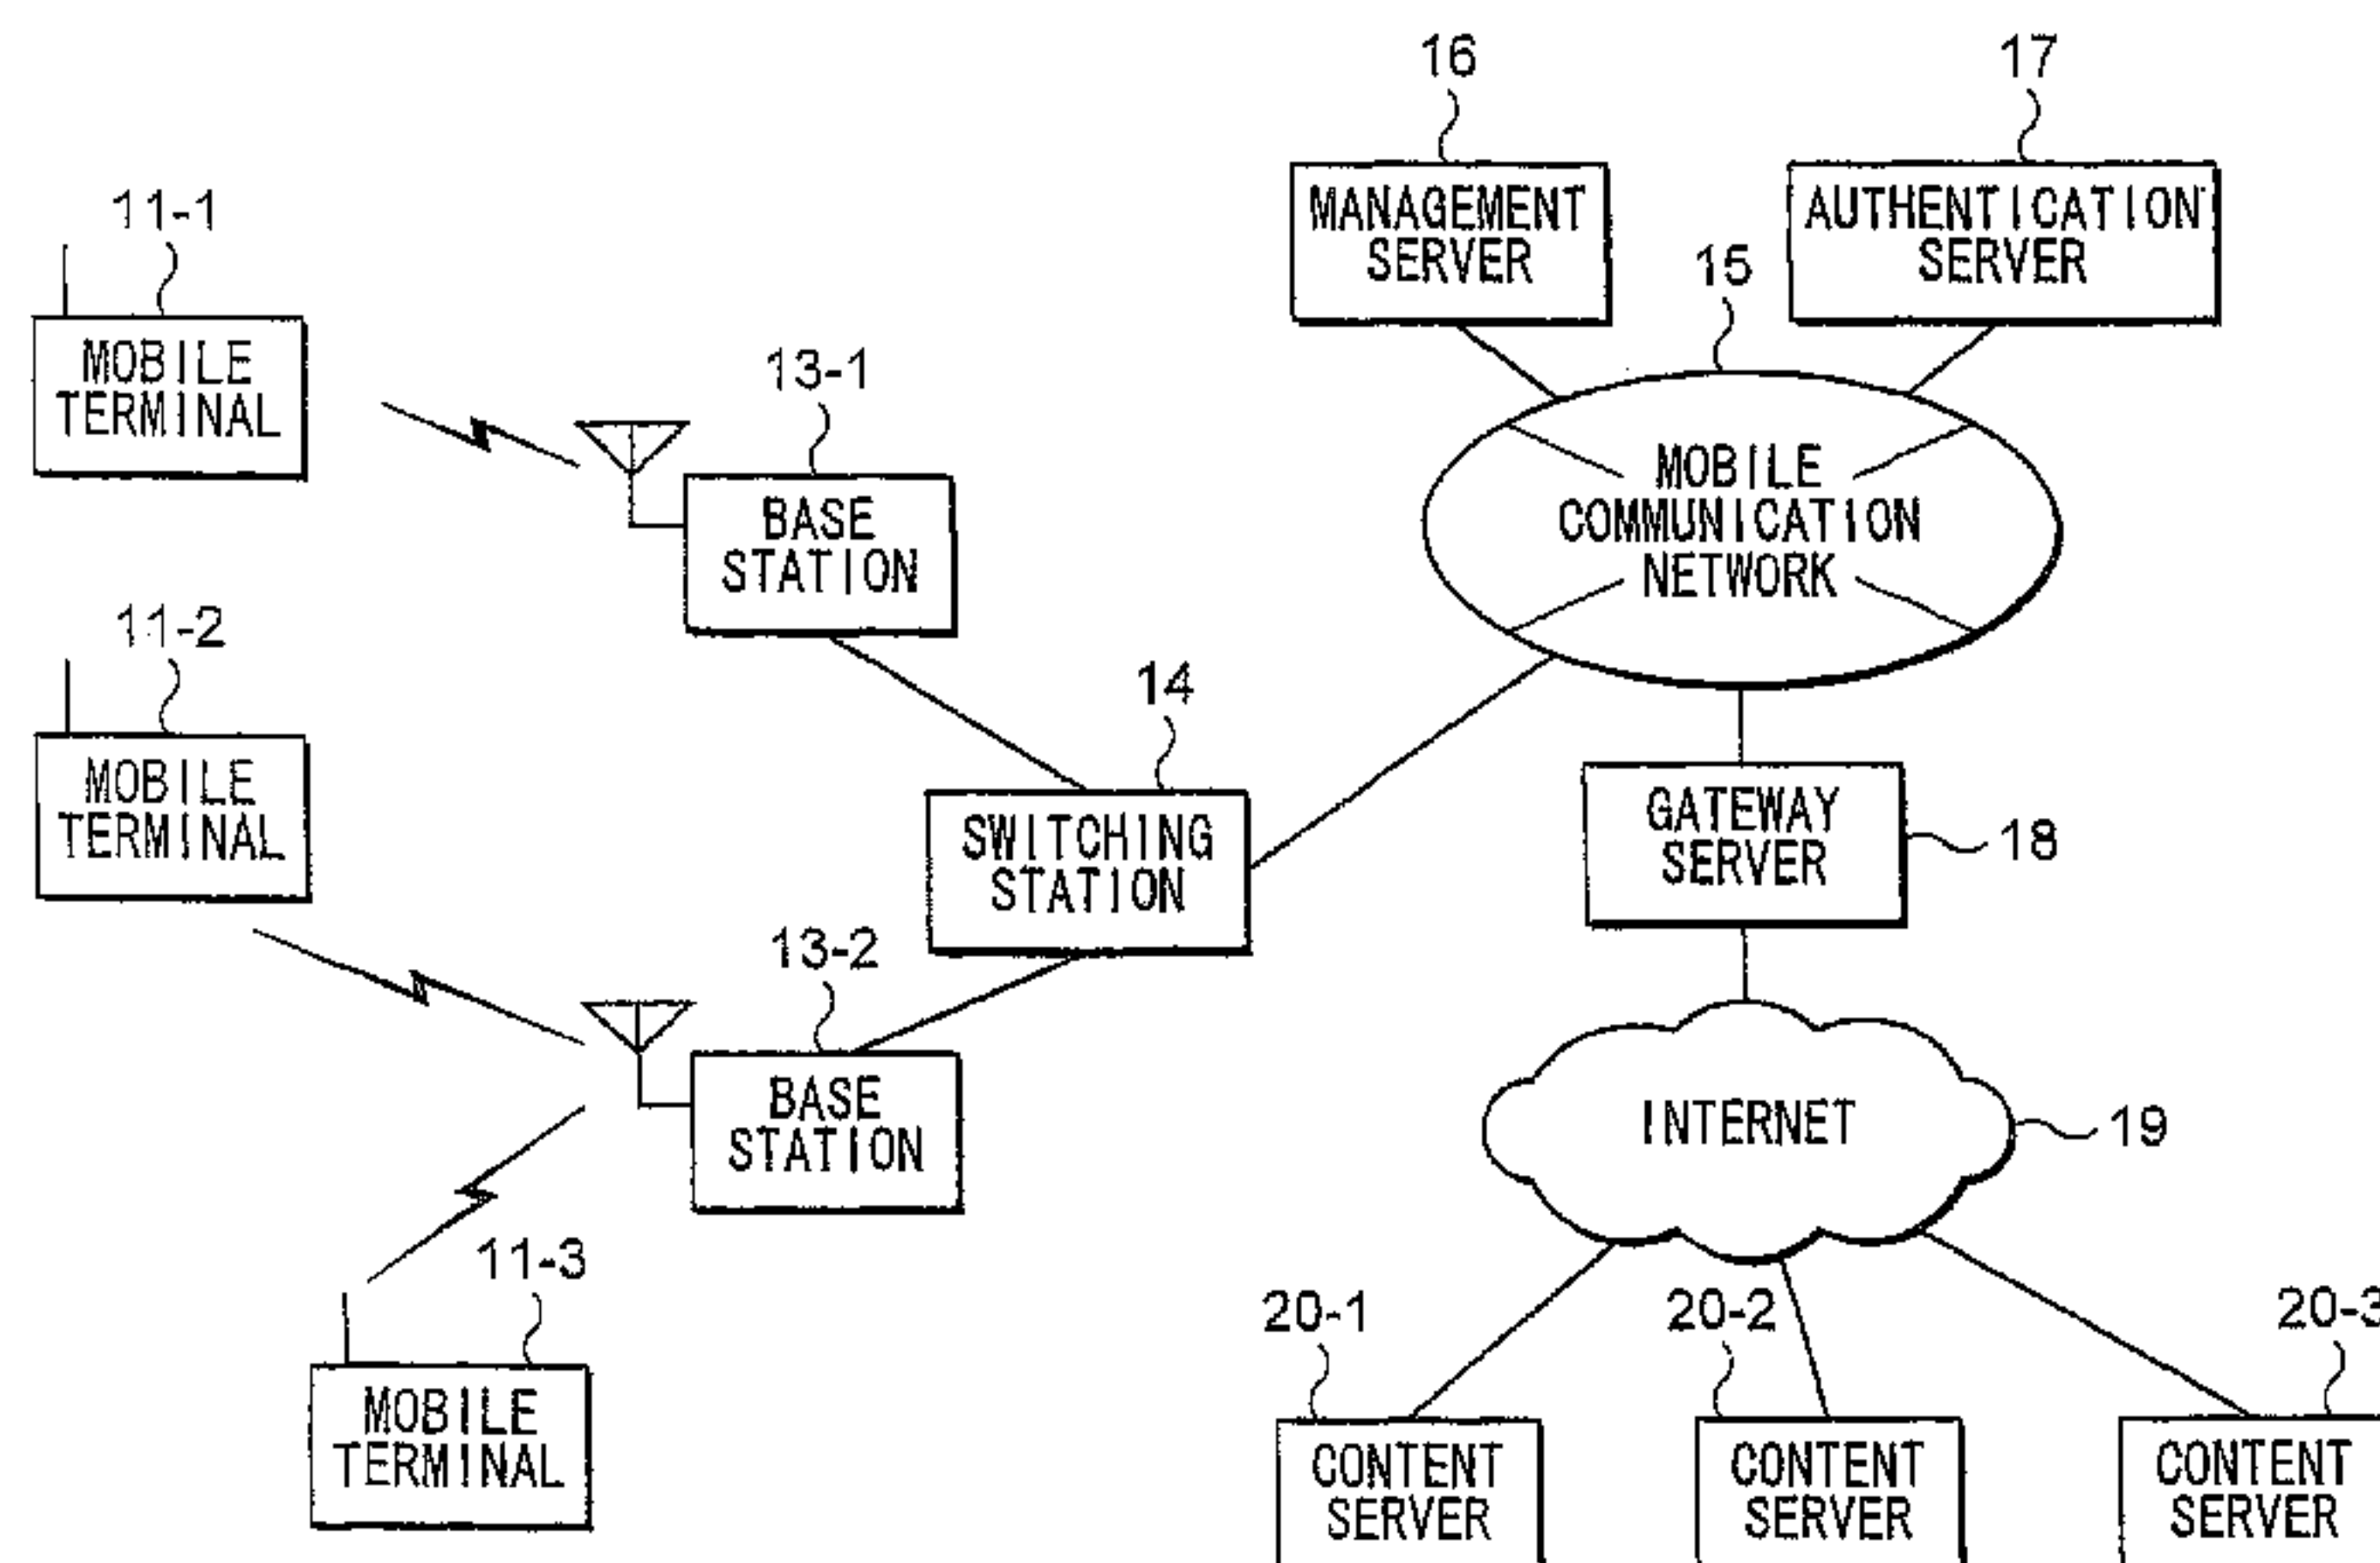 16
17
MANAGEMENT
SERVER
AUTHENTICATION
SERVER
11-1
15
MOBILE
TERMINAL
13-1
BASE
STATION
MOBILE
COMMUNICATION
NETWORK
11-2
14
MOBILE
TERMINAL
SWITCHING
STATION
GATEWAY
SERVER
18
13-2
BASE
STATION
INTERNET
19
11-3
MOBILE
TERMINAL
20-1
20-2
20-3
CONTENT
SERVER
CONTENT
SERVER
CONTENT
SERVER